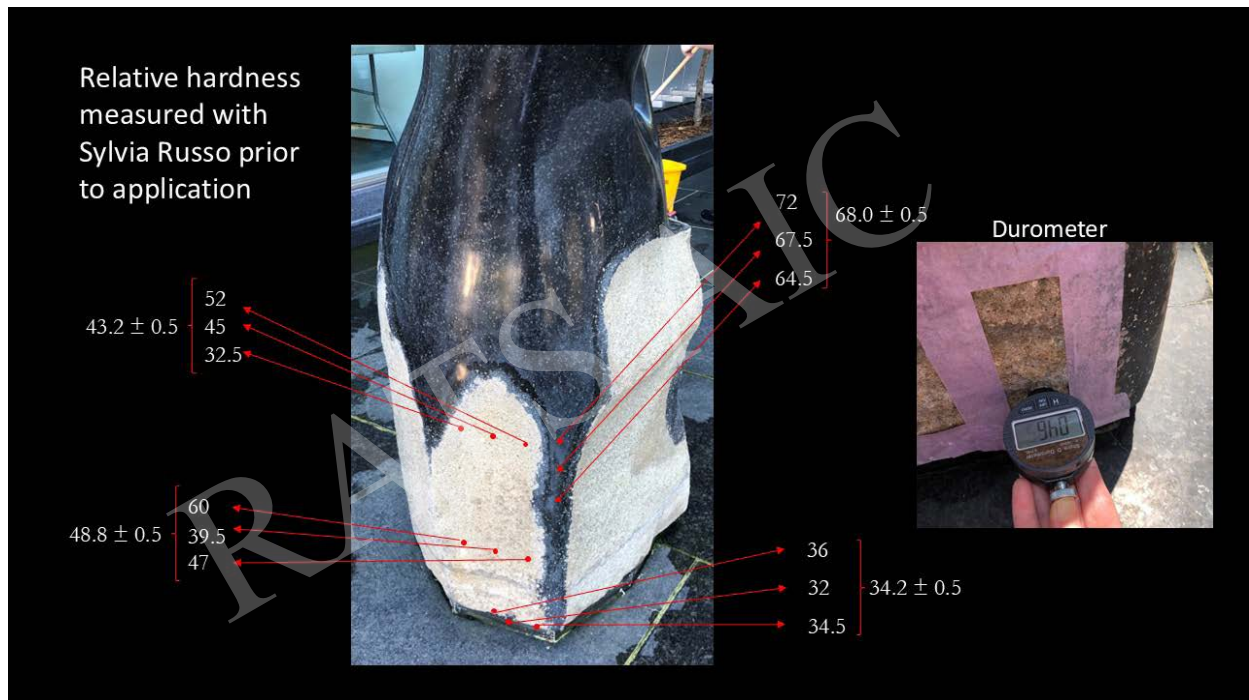 Relative hardness
measured with
Sylvia Russo prior
to application
72
67.5
64.5
68.0 ± 0.5
Durometer
52
45
32.5
43.2 ± 0.5
60
39.5
47
48.8 ± 0.5
36
32
34.5
34.2 ± 0.5
RATS AIC